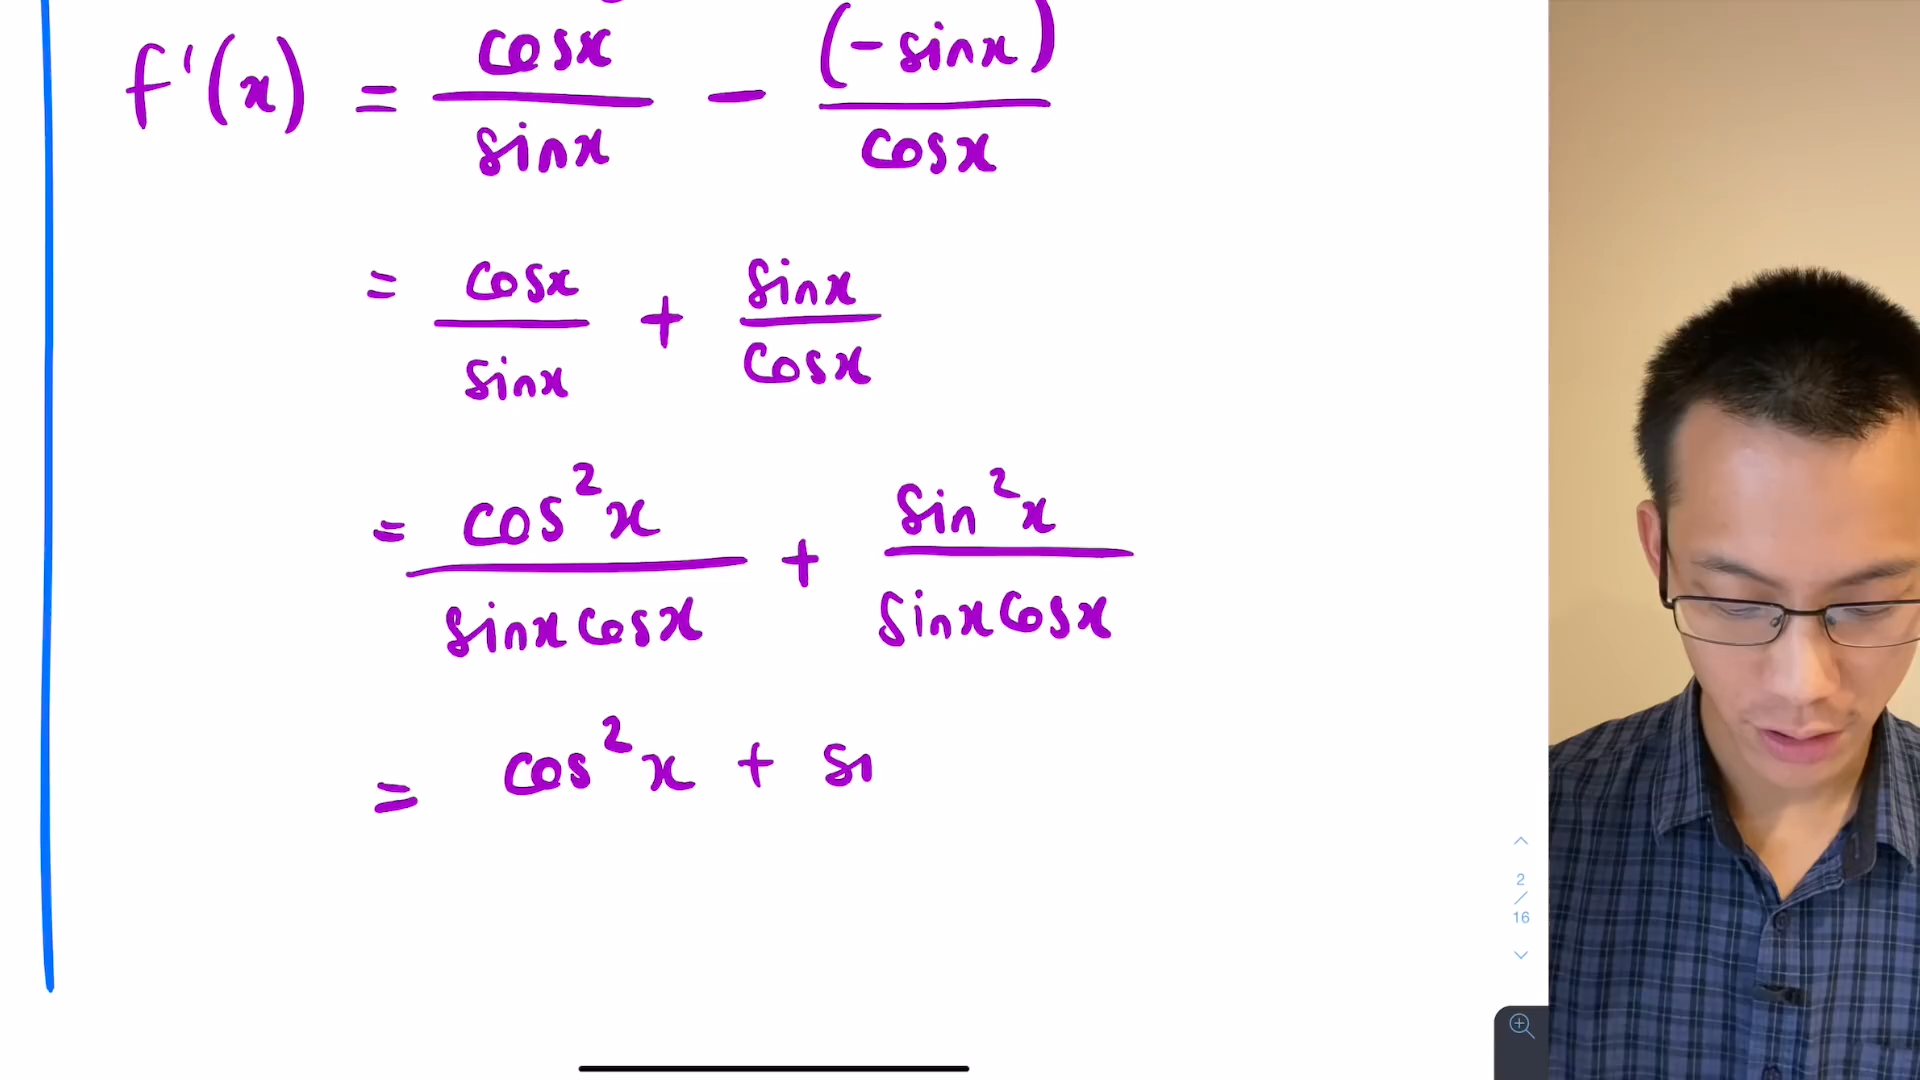 f'(x) = cosx/sinx - (-sinx)/cosx
= cosx/sinx + sinx/cosx
= cos²x/sinxcosx + sin²x/sinxcosx
= cos²x + si
2
/
16